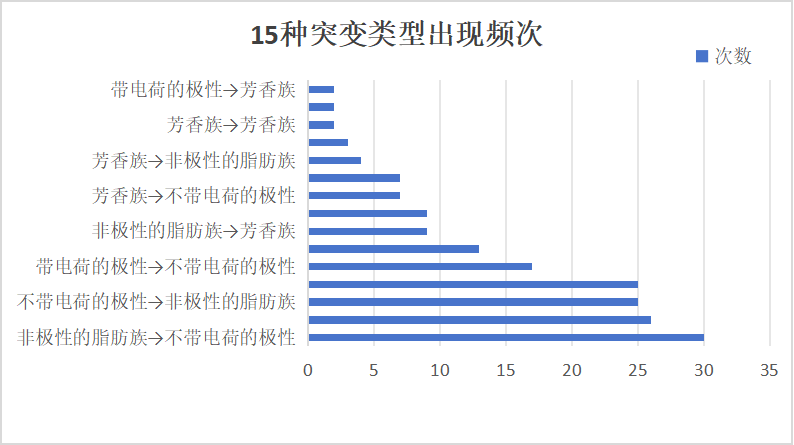 15种突变类型出现频次
次数
带电荷的极性→芳香族
芳香族→芳香族
芳香族→非极性的脂肪族
芳香族→不带电荷的极性
非极性的脂肪族→芳香族
带电荷的极性→不带电荷的极性
不带电荷的极性→非极性的脂肪族
非极性的脂肪族→不带电荷的极性
0 5 10 15 20 25 30 35